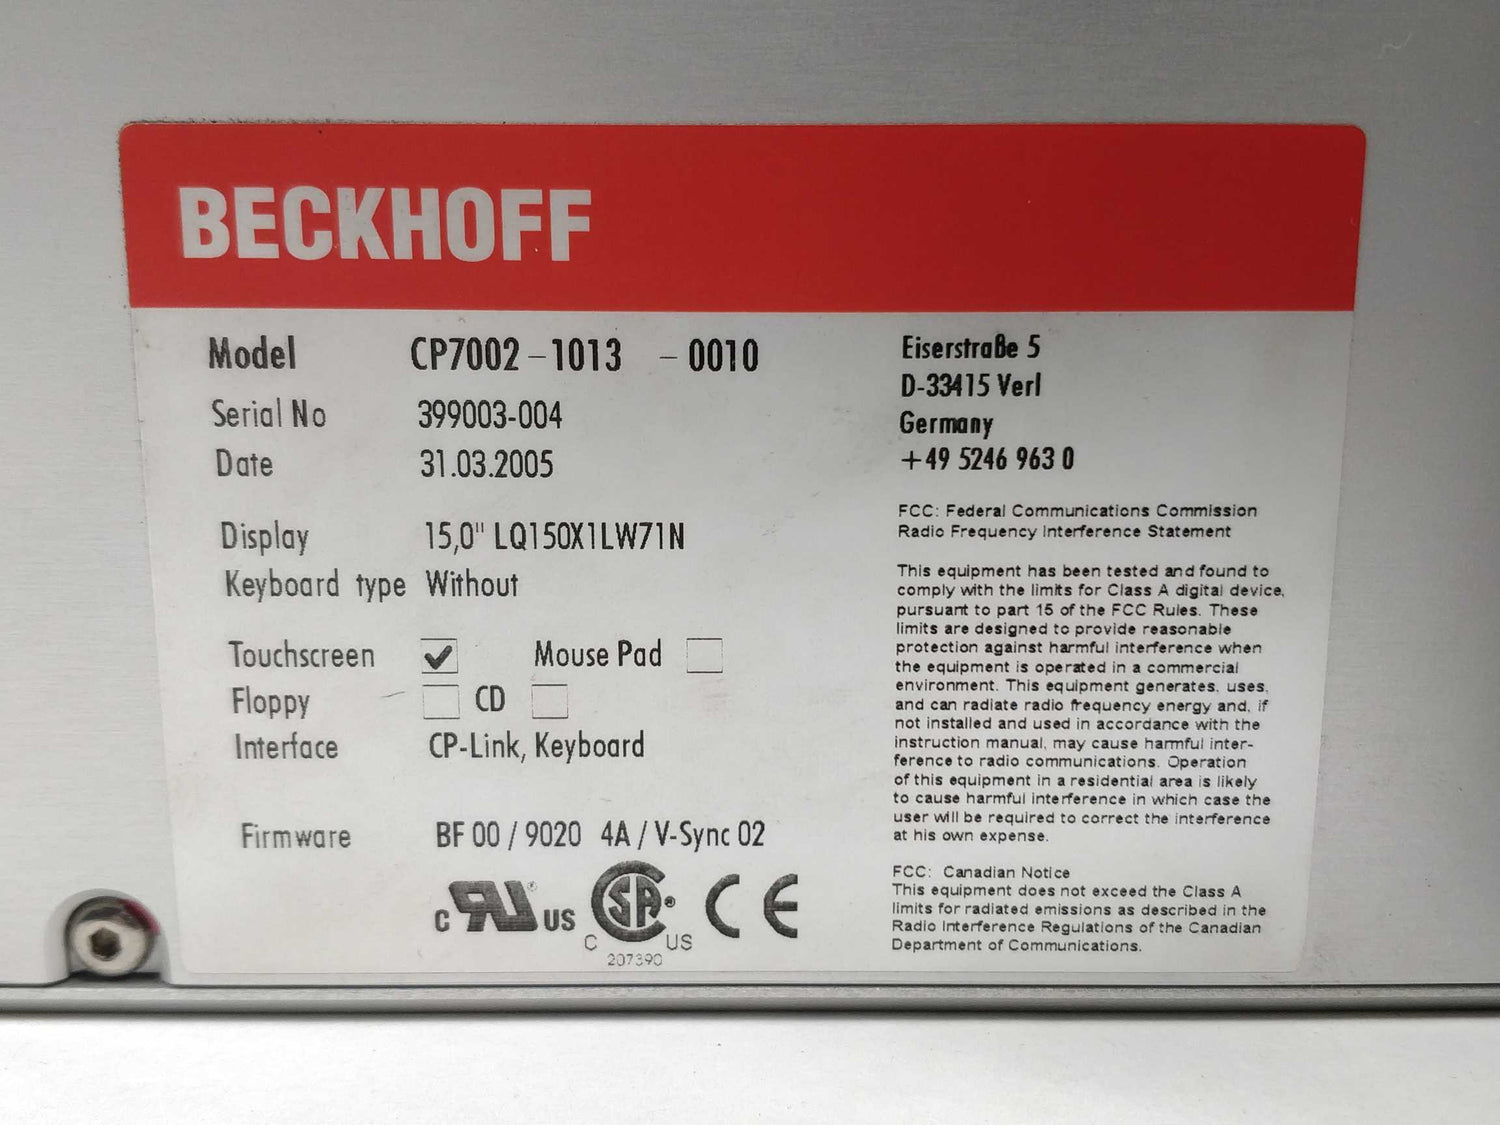 BECKHOFF
Model CP7002-1013 -0010
Serial No 399003-004
Date 31.03.2005
Display 15,0" LQ150X1LW71N
Keyboard type Without
Touchscreen ✓ Mouse Pad
Floppy CD
Interface CP-Link, Keyboard
Firmware BF 00 / 9020 4A / V-Sync 02
c RU ® US C SA ® US CE
207390
Eiserstraße 5
D-33415 Verl
Germany
+49 5246 963 0
FCC: Federal Communications Commission
Radio Frequency Interference Statement
This equipment has been tested and found to
comply with the limits for Class A digital device,
pursuant to part 15 of the FCC Rules. These
limits are designed to provide reasonable
protection against harmful interference when
the equipment is operated in a commercial
environment. This equipment generates, uses,
and can radiate radio frequency energy and, if
not installed and used in accordance with the
instruction manual, may cause harmful inter-
ference to radio communications. Operation
of this equipment in a residential area is likely
to cause harmful interference in which case the
user will be required to correct the interference
at his own expense.
FCC: Canadian Notice
This equipment does not exceed the Class A
limits for radiated emissions as described in the
Radio Interference Regulations of the Canadian
Department of Communications.